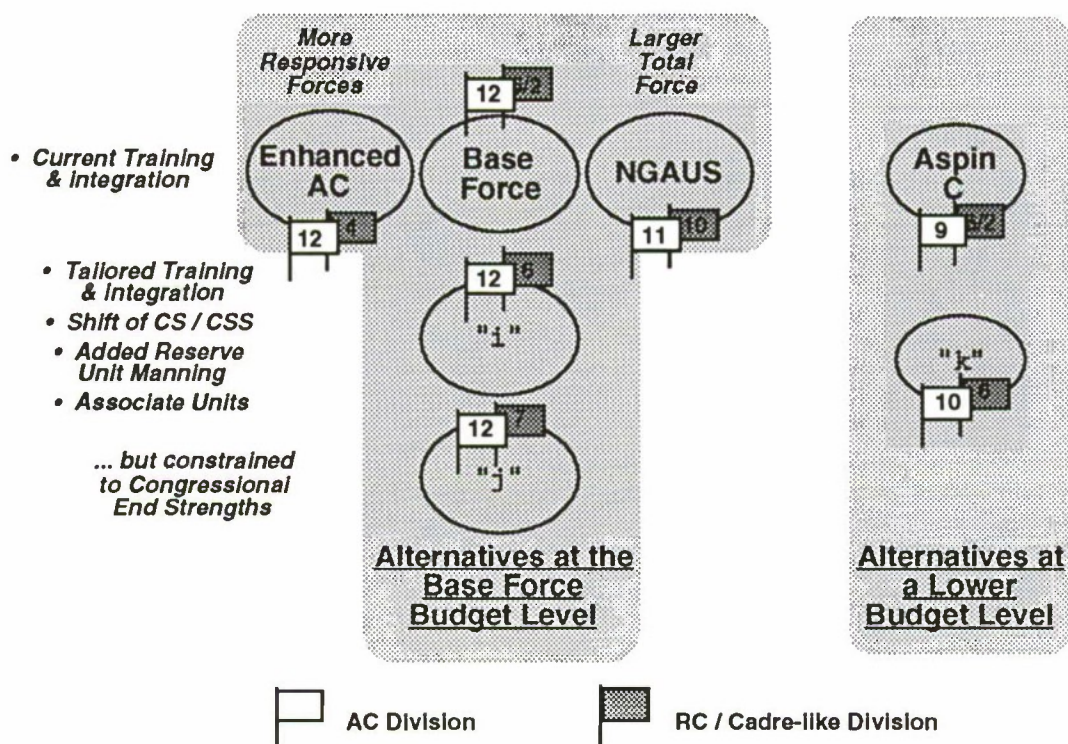 More
Responsive
Forces
Larger
Total
Force
12
• Current Training
& Integration
Enhanced
AC
12 4
Base
Force
NGAUS
11 10
Aspin
C
9
• Tailored Training
& Integration
• Shift of CS / CSS
• Added Reserve
Unit Manning
• Associate Units
... but constrained
to Congressional
End Strengths
12 6
"i"
12 7
"j"
"k"
10 6
Alternatives at the
Base Force
Budget Level
Alternatives at
a Lower
Budget Level
AC Division
RC / Cadre-like Division